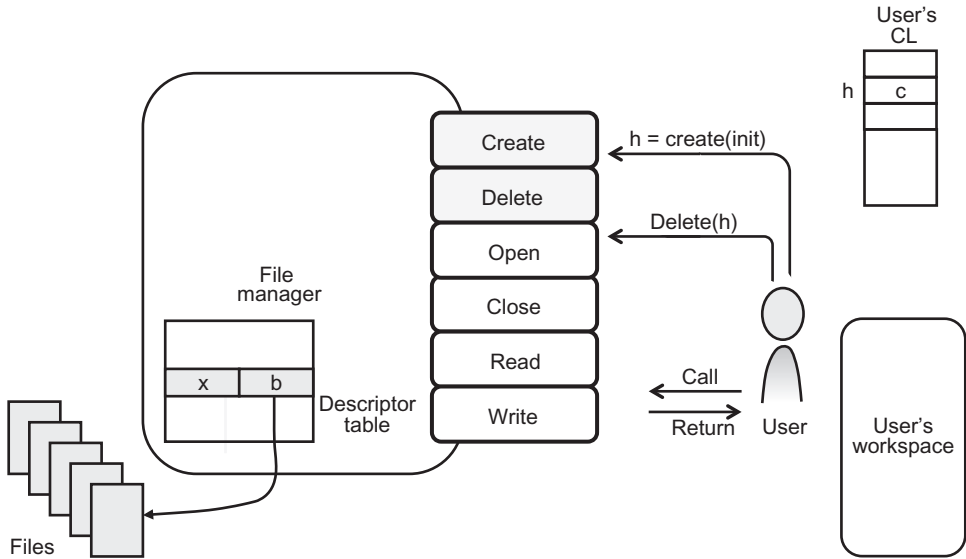 User's
CL
h
c
Create
h = create(init)
Delete
Delete(h)
Open
File
manager
Close
Read
x
b
Call
Descriptor
table
Write
Return
User
User's
workspace
Files